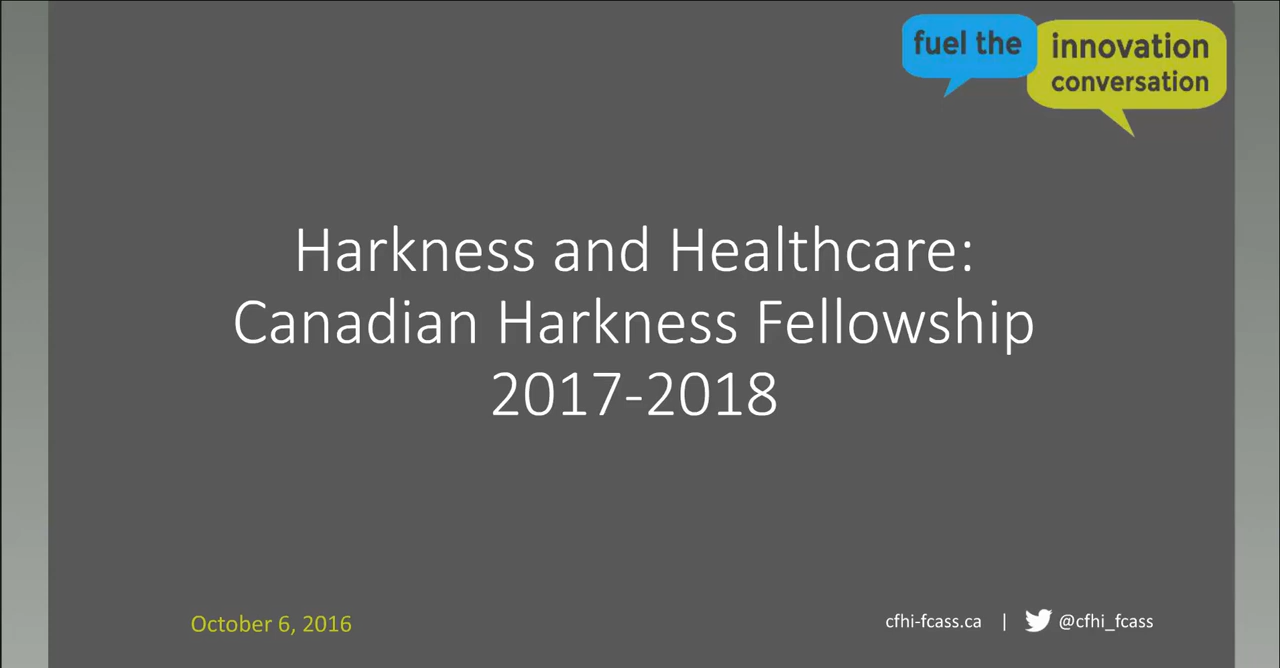 fuel the
innovation
conversation
Harkness and Healthcare:
Canadian Harkness Fellowship
2017-2018
October 6, 2016
cfhi-fcass.ca | @cfhi_fcass